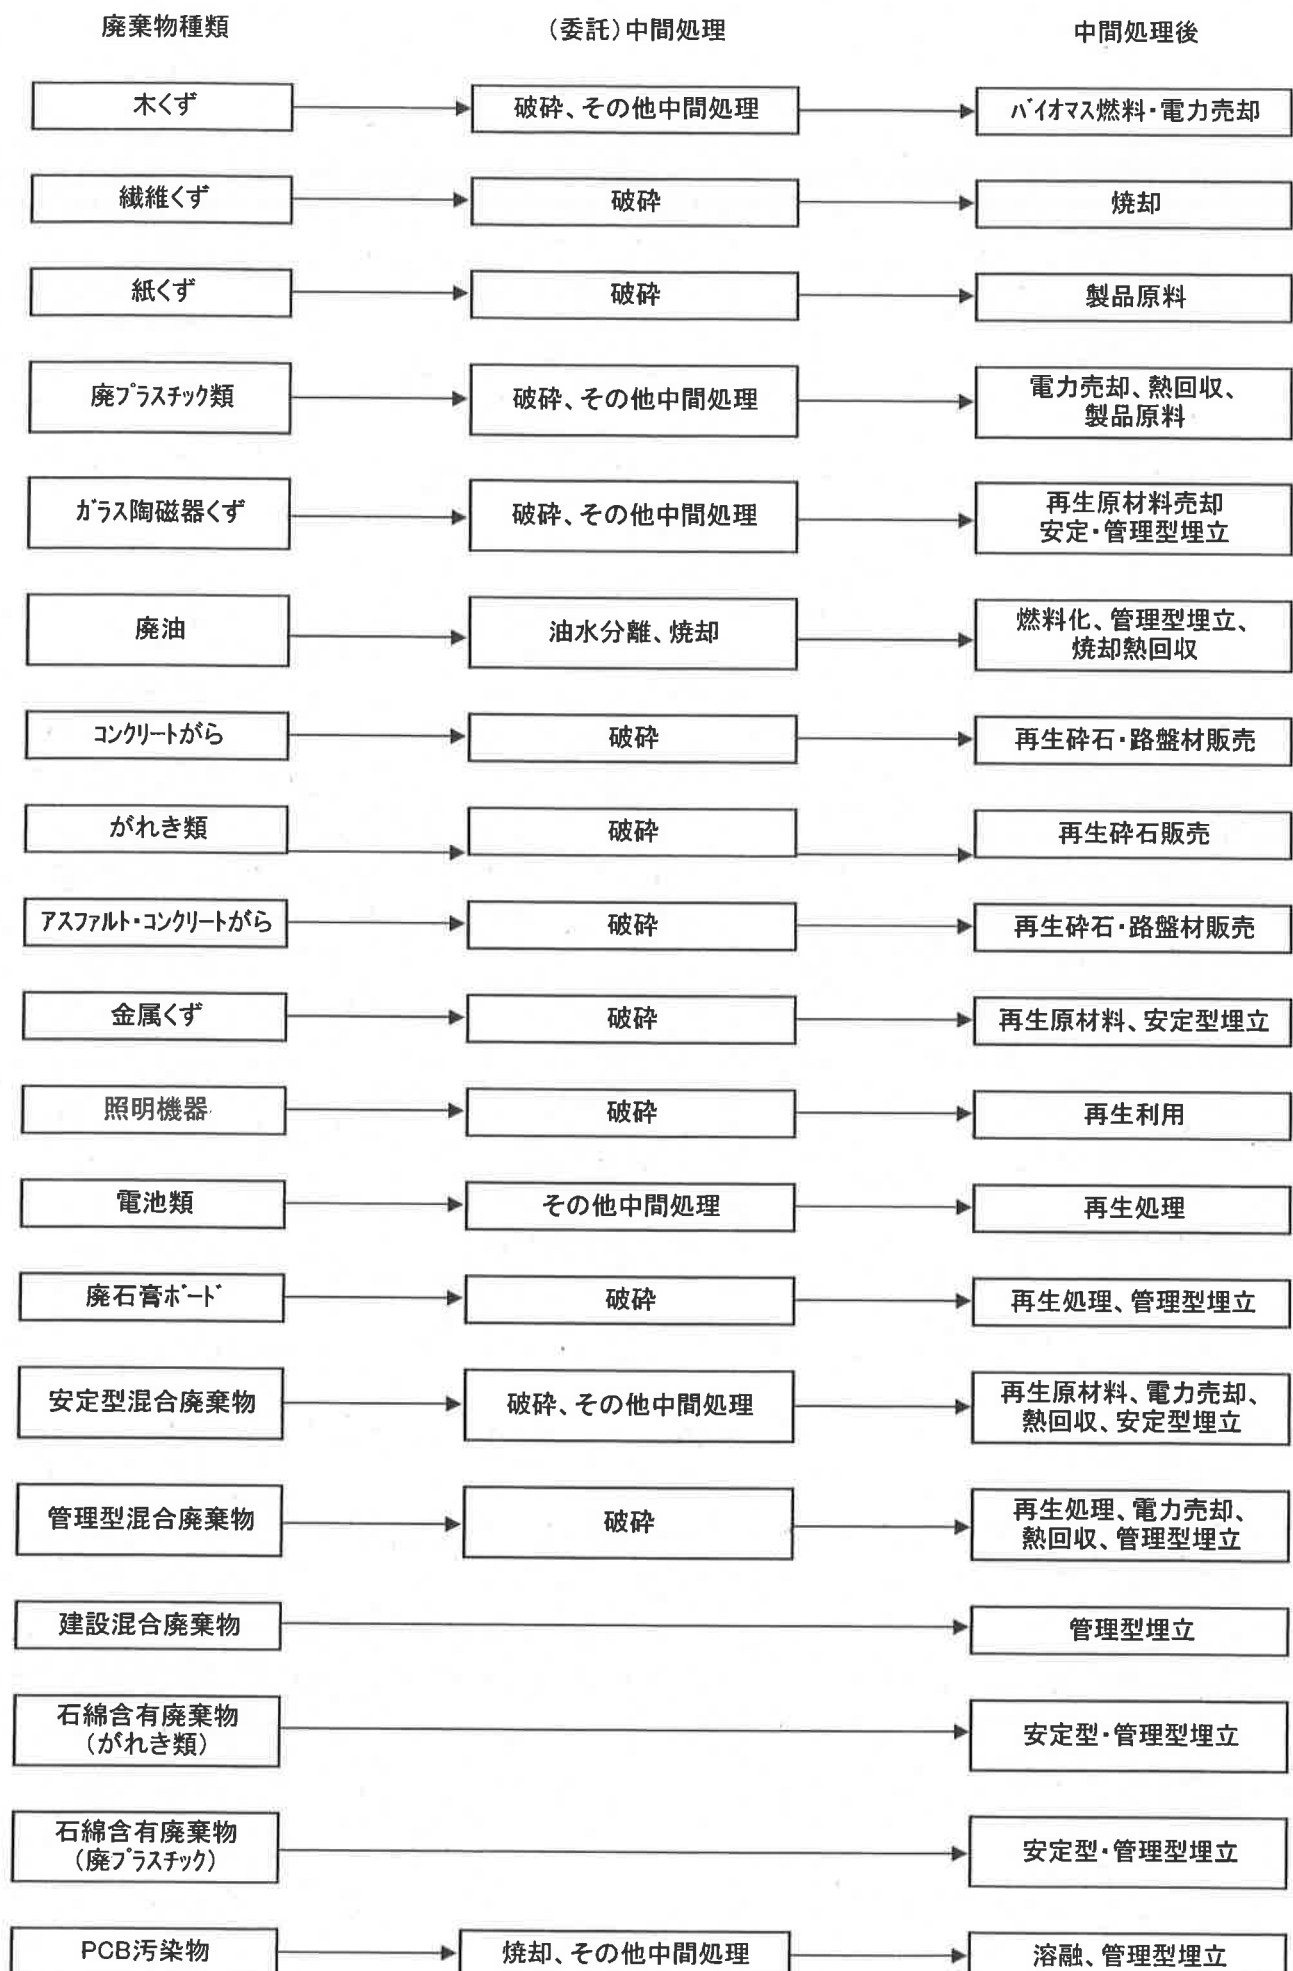 廃棄物種類 （委託）中間処理 中間処理後
木くず 破砕、その他中間処理 バイオマス燃料・電力売却
繊維くず 破砕 焼却
紙くず 破砕 製品原料
廃プラスチック類 破砕、その他中間処理 電力売却、熱回収、
製品原料
ガラス陶磁器くず 破砕、その他中間処理 再生原材料売却
安定・管理型埋立
廃油 油水分離、焼却 燃料化、管理型埋立、
焼却熱回収
コンクリートがら 破砕 再生砕石・路盤材販売
がれき類 破砕 再生砕石販売
アスファルト・コンクリートがら 破砕 再生砕石・路盤材販売
金属くず 破砕 再生原材料、安定型埋立
照明機器 破砕 再生利用
電池類 その他中間処理 再生処理
廃石膏ボード 破砕 再生処理、管理型埋立
安定型混合廃棄物 破砕、その他中間処理 再生原材料、電力売却、
熱回収、安定型埋立
管理型混合廃棄物 破砕 再生処理、電力売却、
熱回収、管理型埋立
建設混合廃棄物 管理型埋立
石綿含有廃棄物
（がれき類） 安定型・管理型埋立
石綿含有廃棄物
（廃プラスチック） 安定型・管理型埋立
PCB汚染物 焼却、その他中間処理 溶融、管理型埋立